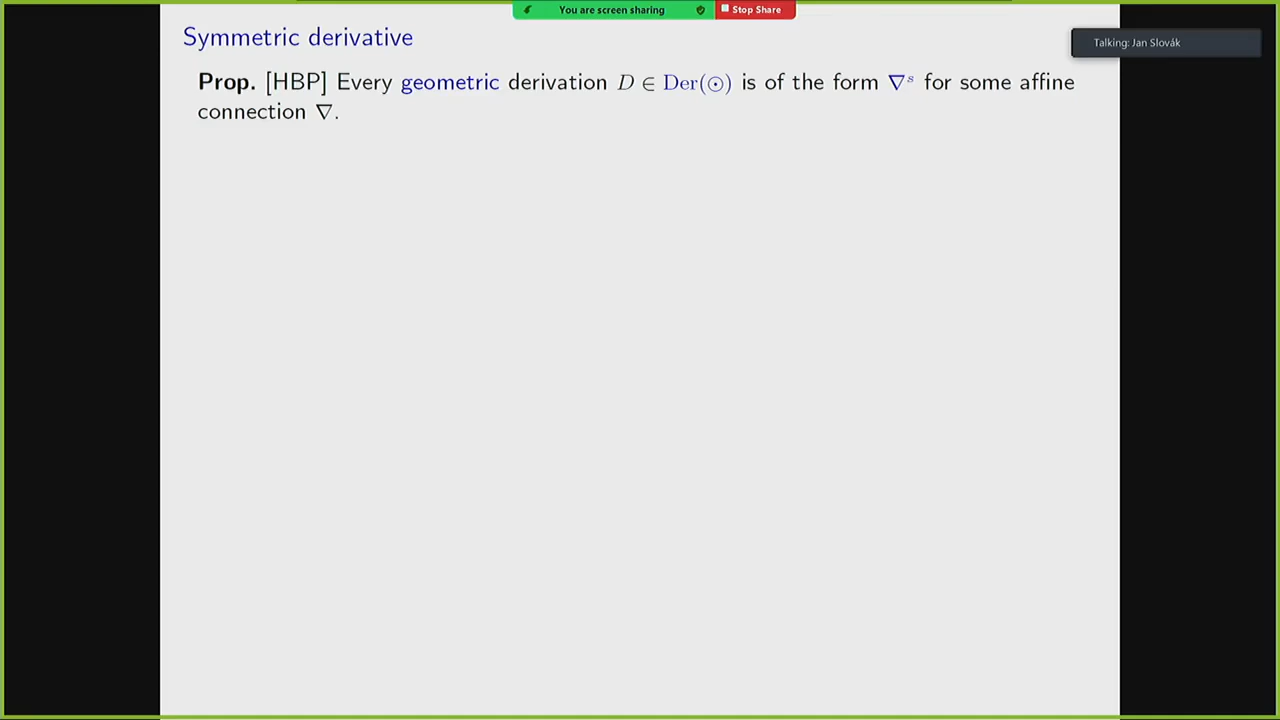 You are screen sharing
Stop Share
Talking: Jan Slovák
Symmetric derivative
Prop. [HBP] Every geometric derivation D ∈ Der(⊙) is of the form ∇ˢ for some affine
connection ∇.